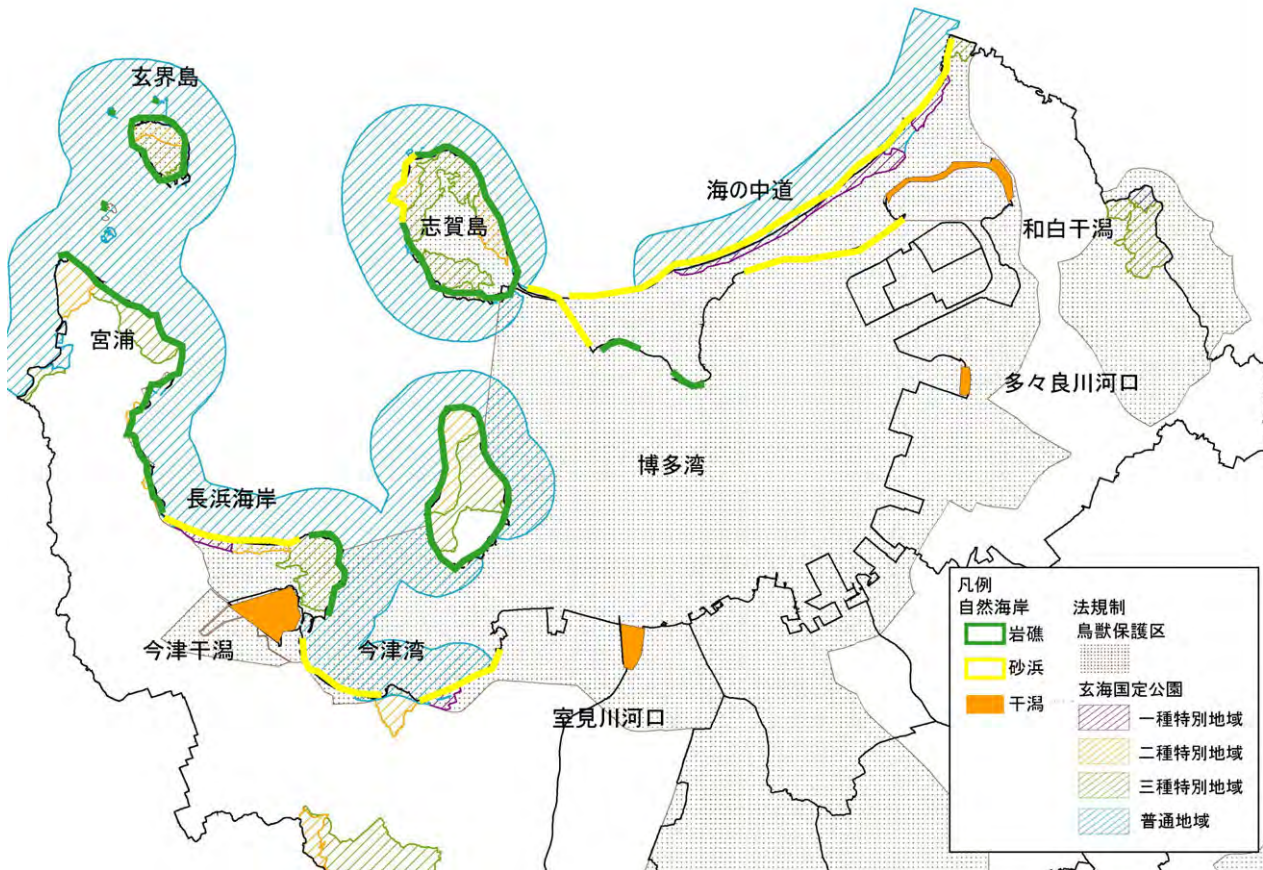 玄界島
志賀島
海の中道
和白干潟
宮浦
多々良川河口
博多湾
長浜海岸
今津干潟
今津湾
室見川河口
凡例
自然海岸
岩礁
砂浜
干潟
法規制
鳥獣保護区
玄海国定公園
一種特別地域
二種特別地域
三種特別地域
普通地域